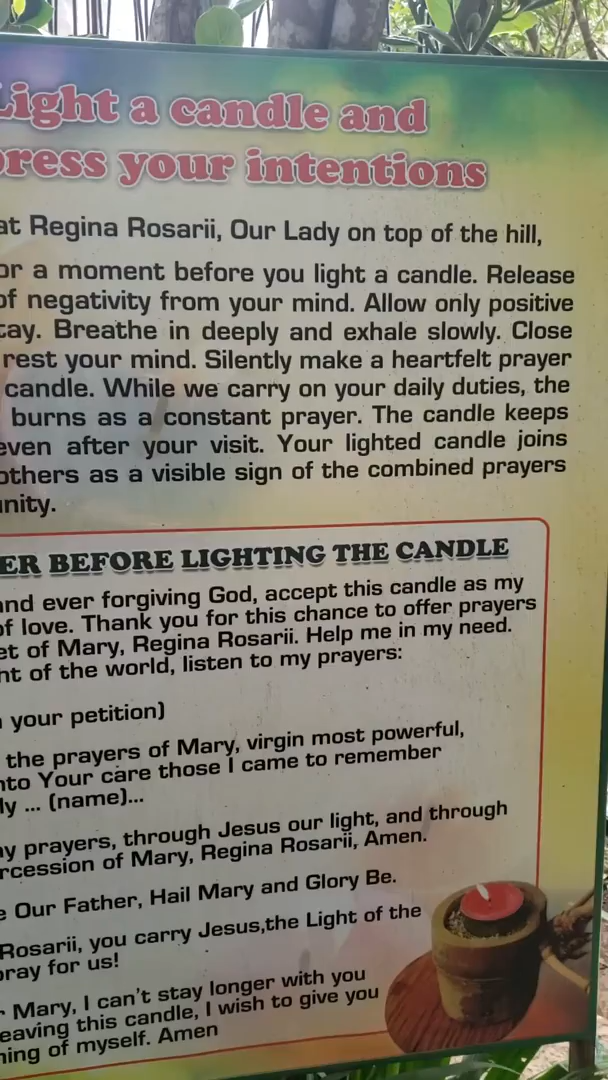 Light a candle and
press your intentions
at Regina Rosarii, Our Lady on top of the hill,
or a moment before you light a candle. Release
of negativity from your mind. Allow only positive
tay. Breathe in deeply and exhale slowly. Close
rest your mind. Silently make a heartfelt prayer
candle. While we carry on your daily duties, the
burns as a constant prayer. The candle keeps
even after your visit. Your lighted candle joins
others as a visible sign of the combined prayers
unity.
ER BEFORE LIGHTING THE CANDLE
and ever forgiving God, accept this candle as my
of love. Thank you for this chance to offer prayers
et of Mary, Regina Rosarii. Help me in my need.
ht of the world, listen to my prayers:
your petition)
the prayers of Mary, virgin most powerful,
nto Your care those I came to remember
ly ... (name)...
ny prayers, through Jesus our light, and through
rcession of Mary, Regina Rosarii, Amen.
e Our Father, Hail Mary and Glory Be.
Rosarii, you carry Jesus,the Light of the
pray for us!
r Mary, I can't stay longer with you
eaving this candle, I wish to give you
hing of myself. Amen